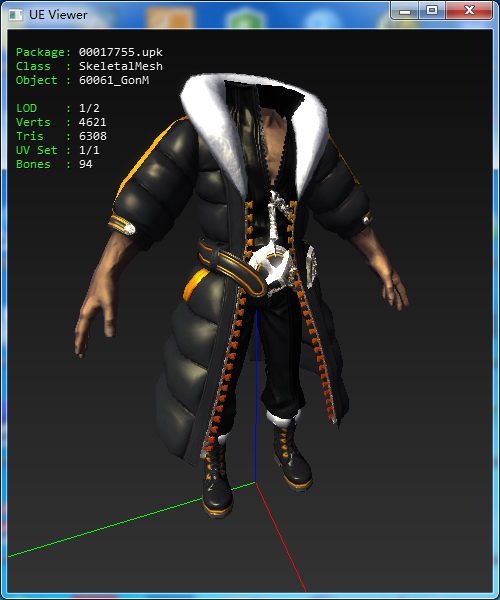 UE Viewer
Package: 00017755.upk
Class : SkeletalMesh
Object : 60061_GonM
LOD : 1/2
Verts : 4621
Tris : 6308
UV Set : 1/1
Bones : 94